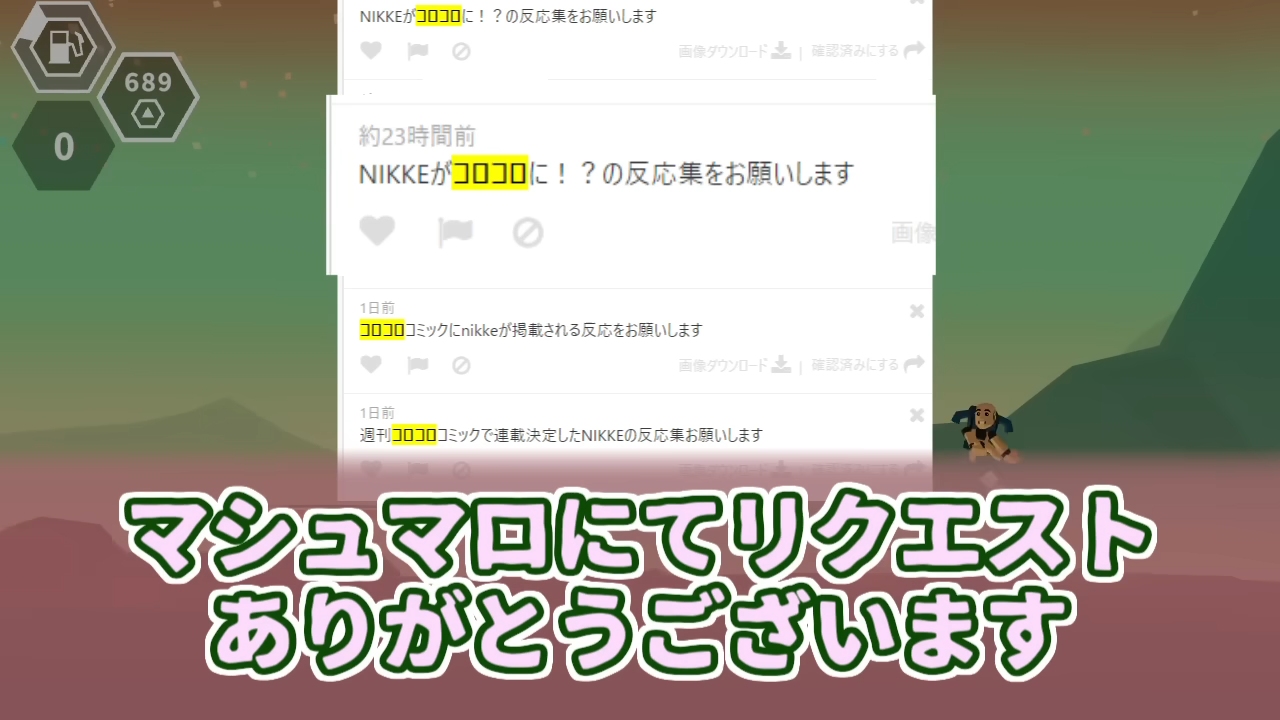 NIKKEがコロコロに！？の反応集をお願いします
画像ダウンロード | 確認済みにする
689
0
約23時間前
NIKKEがコロコロに！？の反応集をお願いします
画像
1日前
コロコロコミックにnikkeが掲載される反応をお願いします
画像ダウンロード | 確認済みにする
1日前
週刊コロコロコミックで連載決定したNIKKEの反応集お願いします
マシュマロにてリクエスト
ありがとうございます